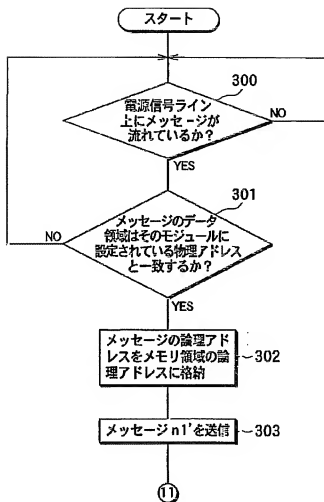 スタート
300
電源信号ライン
上にメッセージが
流れているか？
NO
YES
301
メッセージのデータ
領域はそのモジュールに
設定されている物理アドレス
と一致するか？
NO
YES
メッセージの論理アド
レスをメモリ領域の論
理アドレスに格納
302
メッセージn1'を送信
303
11